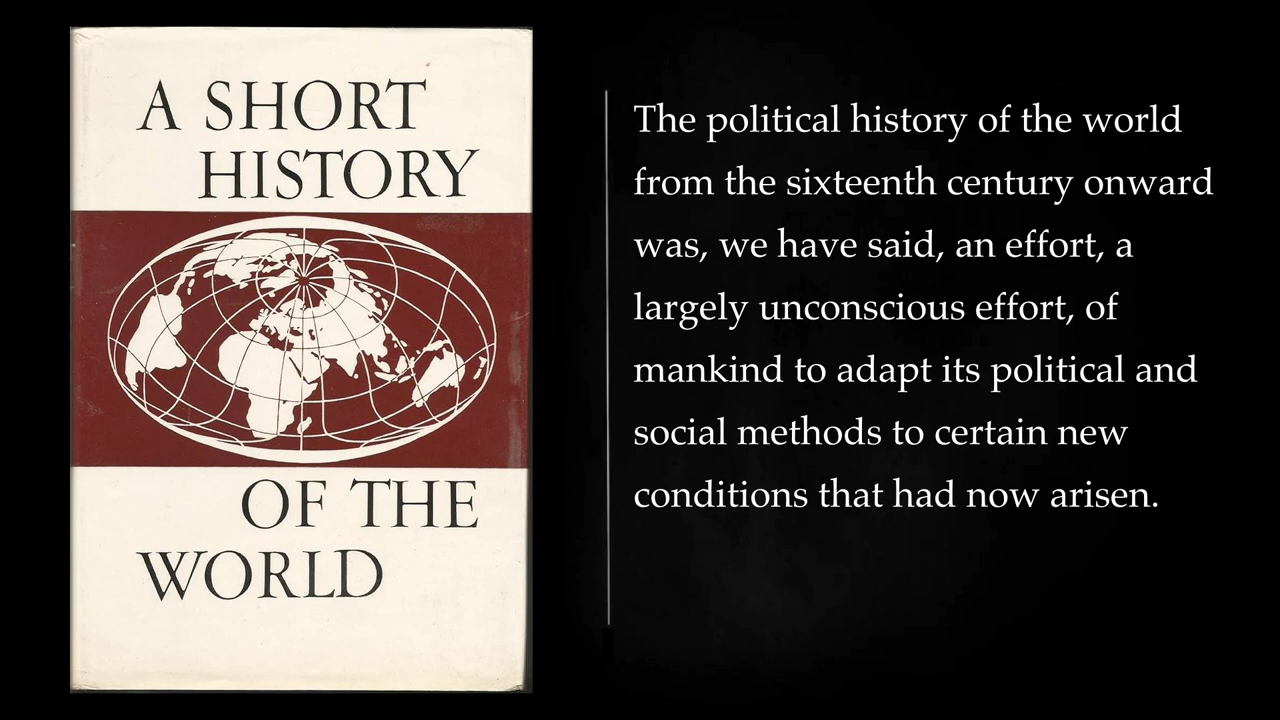 A SHORT
HISTORY
OF THE
WORLD
The political history of the world
from the sixteenth century onward
was, we have said, an effort, a
largely unconscious effort, of
mankind to adapt its political and
social methods to certain new
conditions that had now arisen.